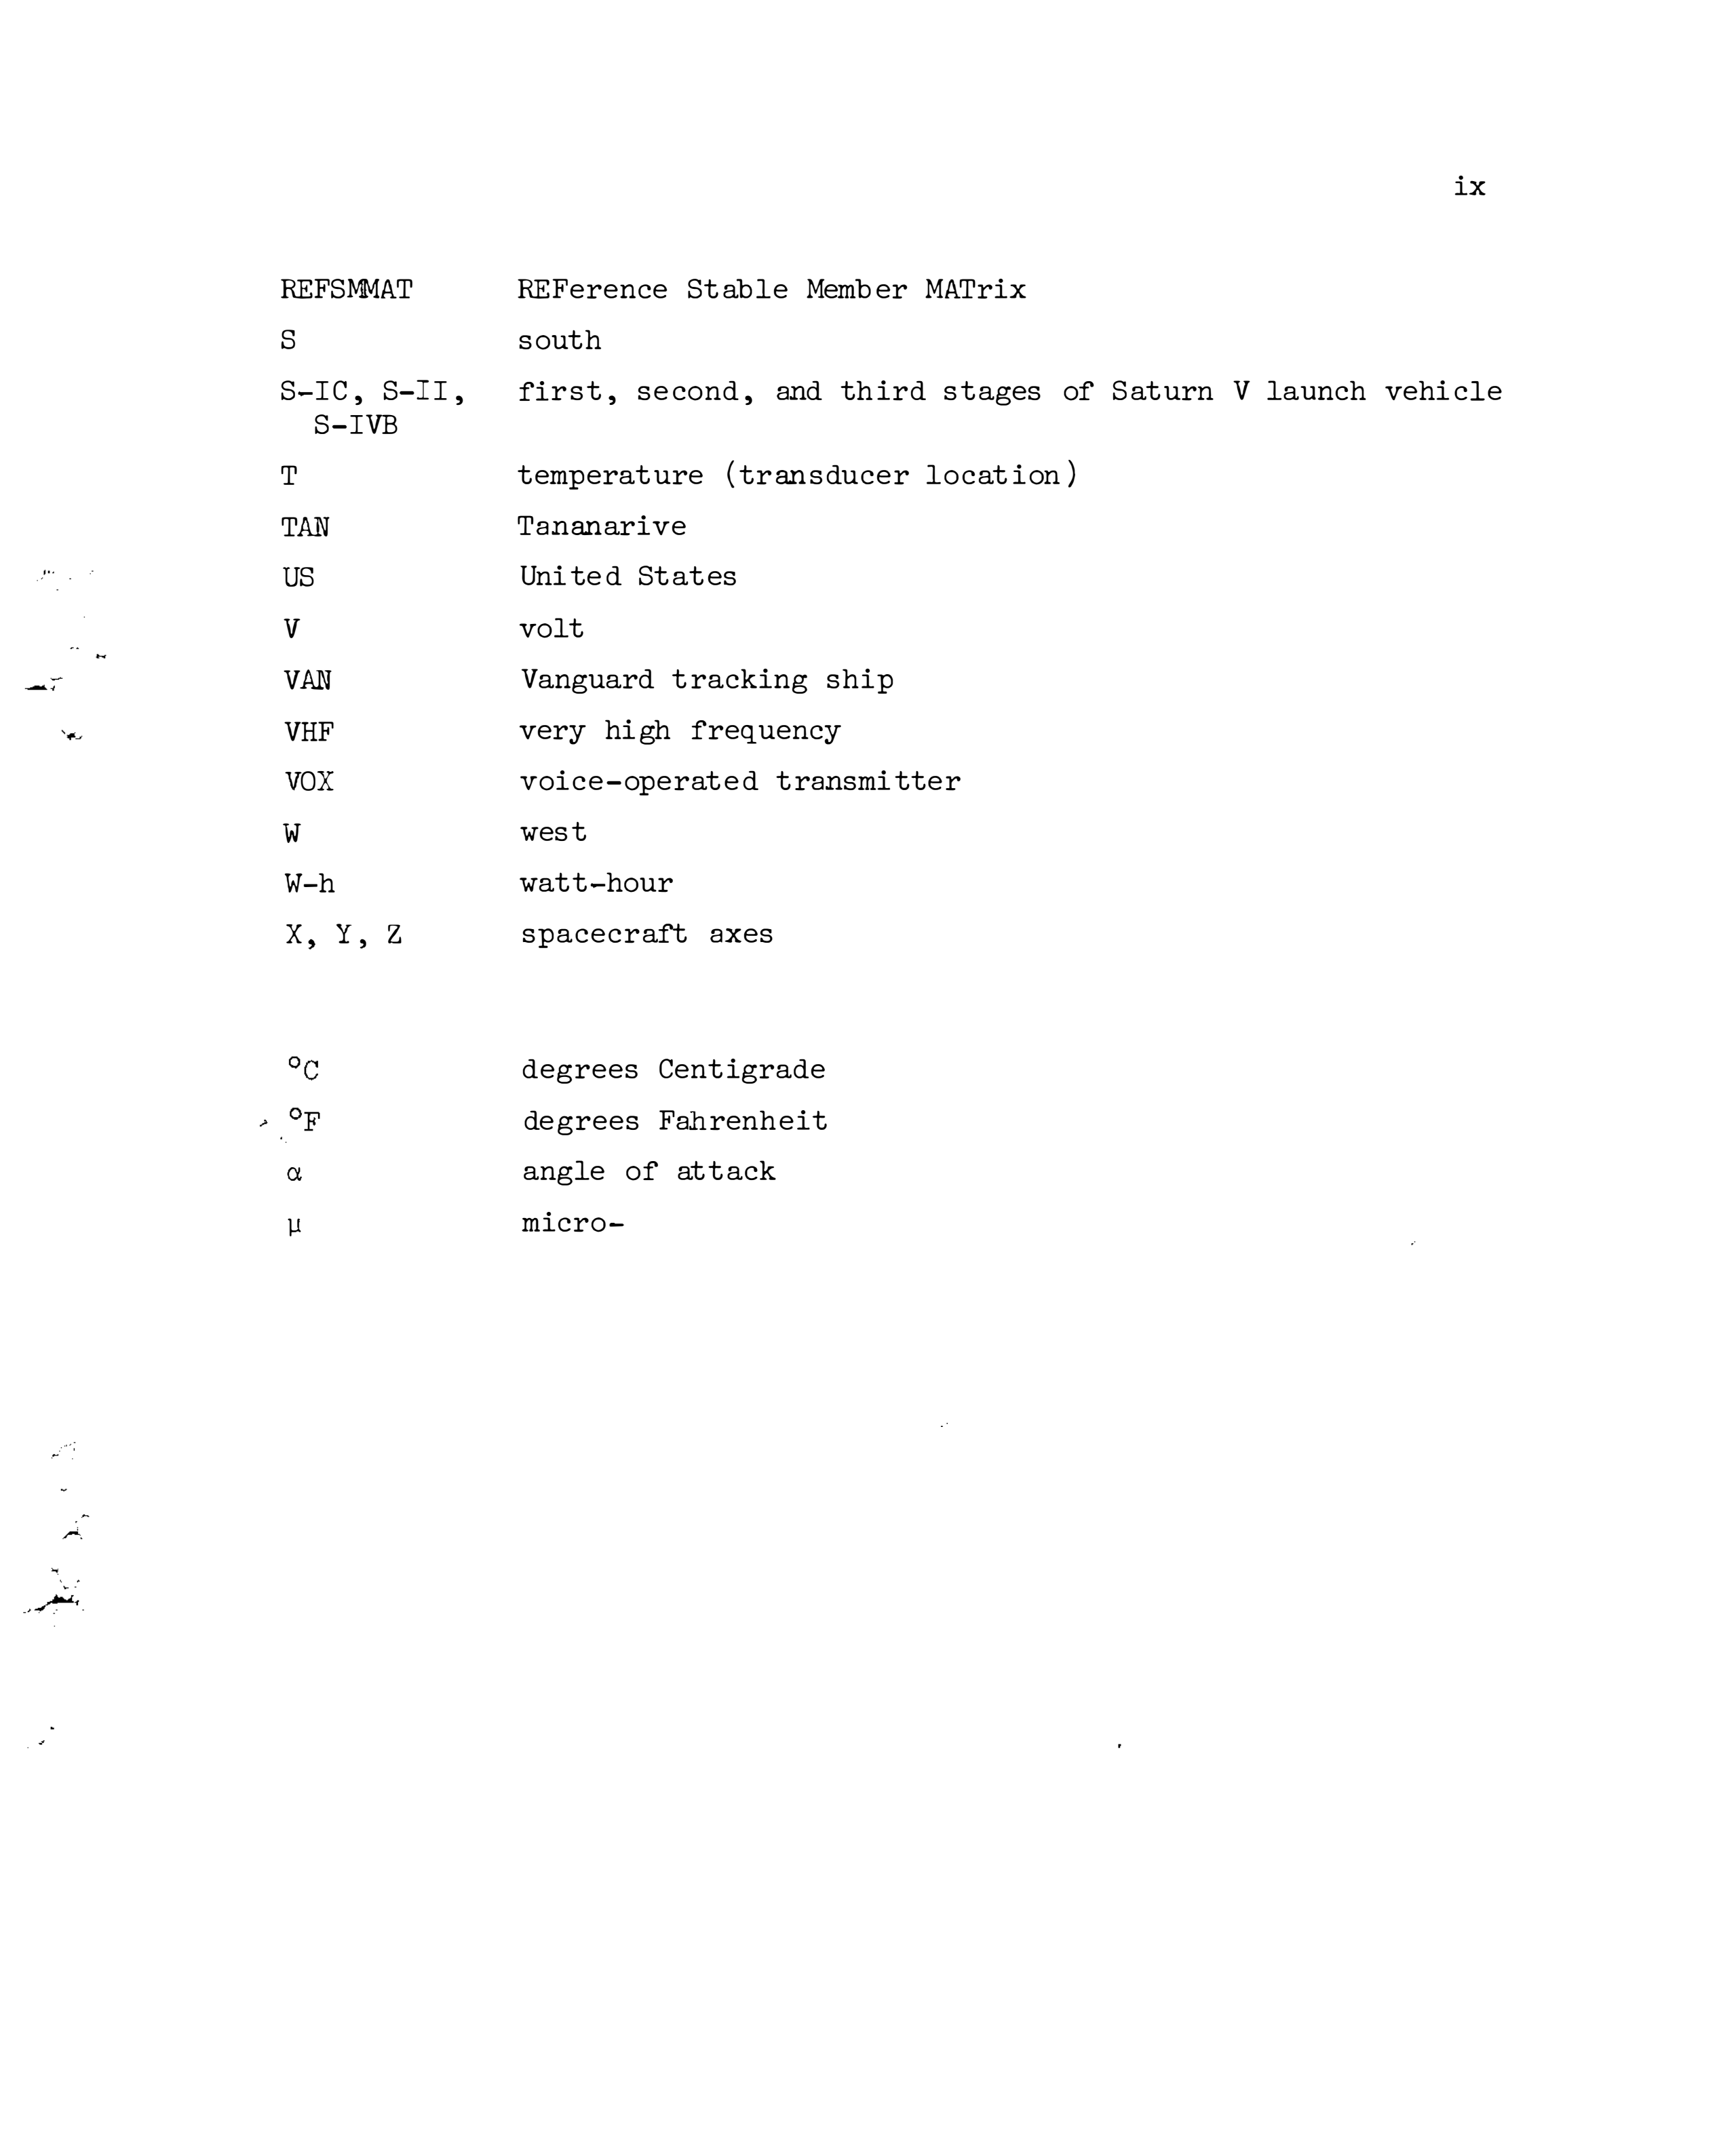 ix
REFSMMAT REFerence Stable Member MATrix
S south
S-IC, S-II, first, second, and third stages of Saturn V launch vehicle
S-IVB
T temperature (transducer location)
TAN Tananarive
US United States
V volt
VAN Vanguard tracking ship
VHF very high frequency
VOX voice-operated transmitter
W west
W-h watt-hour
X, Y, Z spacecraft axes
°C degrees Centigrade
°F degrees Fahrenheit
α angle of attack
μ micro-